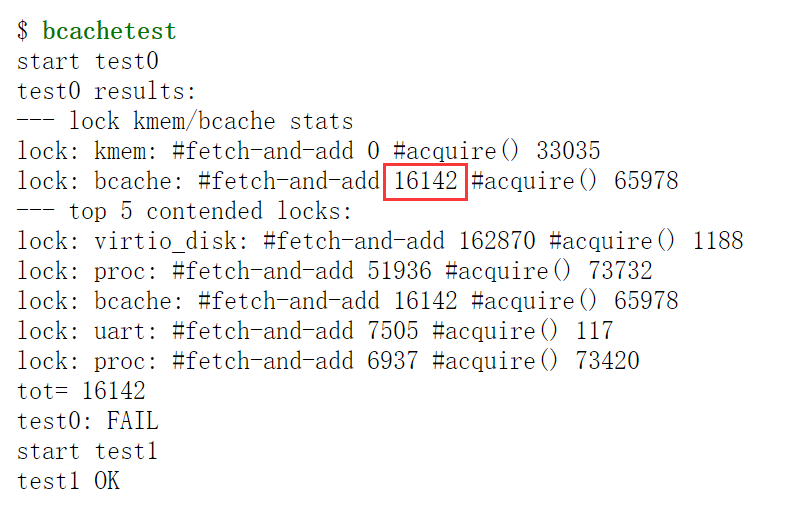 $ bcachetest
start test0
test0 results:
--- lock kmem/bcache stats
lock: kmem: #fetch-and-add 0 #acquire() 33035
lock: bcache: #fetch-and-add 16142 #acquire() 65978
--- top 5 contended locks:
lock: virtio_disk: #fetch-and-add 162870 #acquire() 1188
lock: proc: #fetch-and-add 51936 #acquire() 73732
lock: bcache: #fetch-and-add 16142 #acquire() 65978
lock: uart: #fetch-and-add 7505 #acquire() 117
lock: proc: #fetch-and-add 6937 #acquire() 73420
tot= 16142
test0: FAIL
start test1
test1 OK